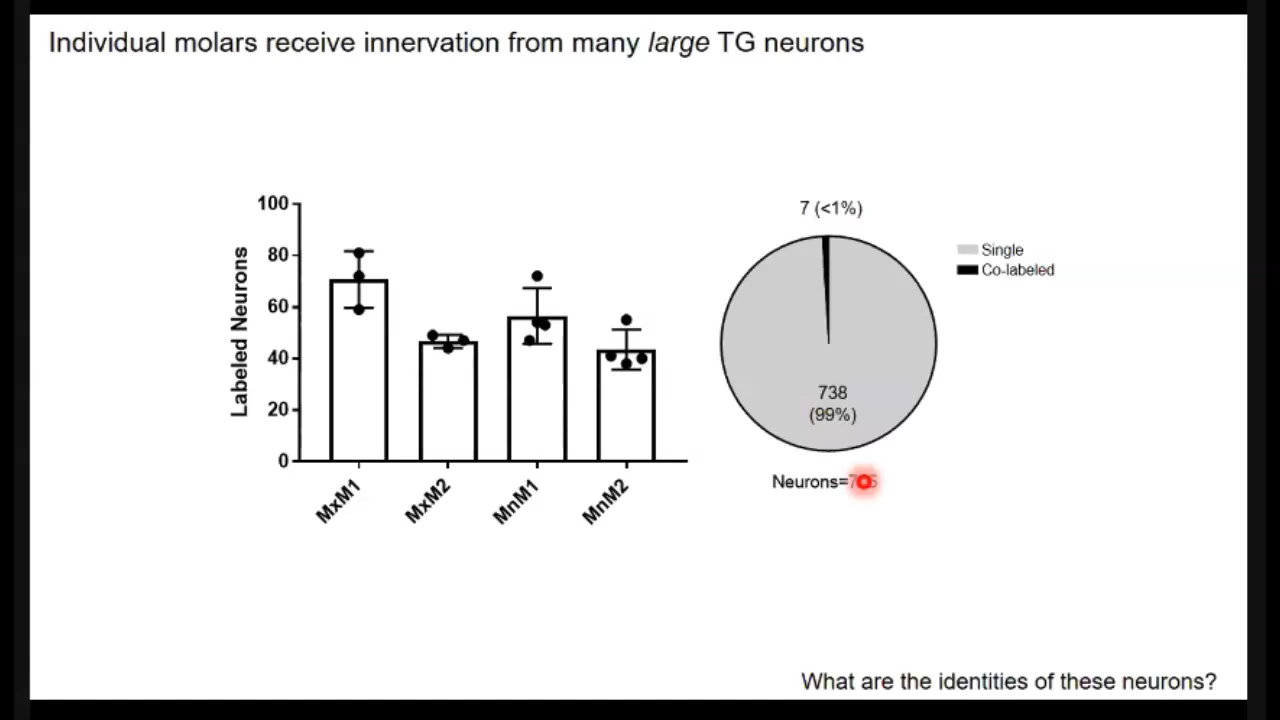 Individual molars receive innervation from many large TG neurons
Labeled Neurons
100
80
60
40
20
0
MxM1
MxM2
MnM1
MnM2
7 (<1%)
738
(99%)
Single
Co-labeled
Neurons=
What are the identities of these neurons?